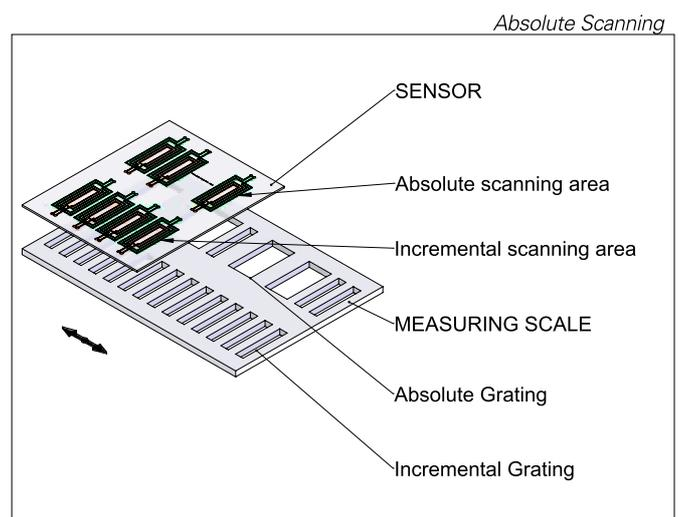 Absolute Scanning
SENSOR
Absolute scanning area
Incremental scanning area
MEASURING SCALE
Absolute Grating
Incremental Grating